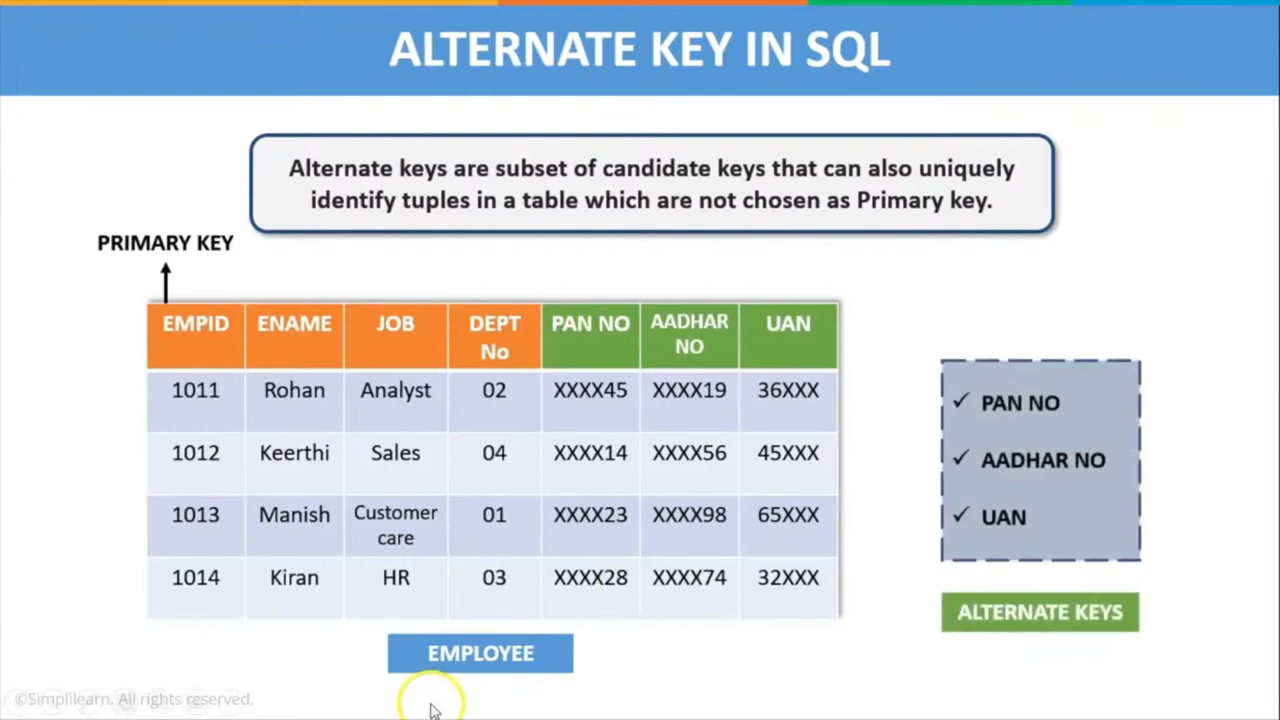 ALTERNATE KEY IN SQL
Alternate keys are subset of candidate keys that can also uniquely
identify tuples in a table which are not chosen as Primary key.
PRIMARY KEY
EMPID ENAME JOB DEPT No PAN NO AADHAR NO UAN
1011 Rohan Analyst 02 XXXX45 XXXX19 36XXX
1012 Keerthi Sales 04 XXXX14 XXXX56 45XXX
1013 Manish Customer care 01 XXXX23 XXXX98 65XXX
1014 Kiran HR 03 XXXX28 XXXX74 32XXX
EMPLOYEE
✓ PAN NO
✓ AADHAR NO
✓ UAN
ALTERNATE KEYS
©Simplilearn. All rights reserved.